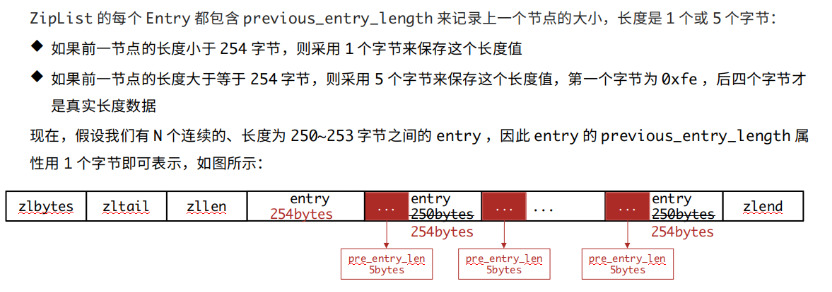 ZipList 的每个 Entry 都包含 previous_entry_length 来记录上一个节点的大小，长度是 1 个或 5 个字节：
◆ 如果前一节点的长度小于 254 字节，则采用 1 个字节来保存这个长度值
◆ 如果前一节点的长度大于等于 254 字节，则采用 5 个字节来保存这个长度值，第一个字节为 0xfe，后四个字节才
是真实长度数据
现在，假设我们有 N 个连续的、长度为 250~253 字节之间的 entry，因此 entry 的 previous_entry_length 属
性用 1 个字节即可表示，如图所示：
zlbytes zltail zllen entry ... entry ... ... ... entry zlend
254bytes 250bytes 250bytes
254bytes 254bytes
pre_entry_len pre_entry_len pre_entry_len
5bytes 5bytes 5bytes